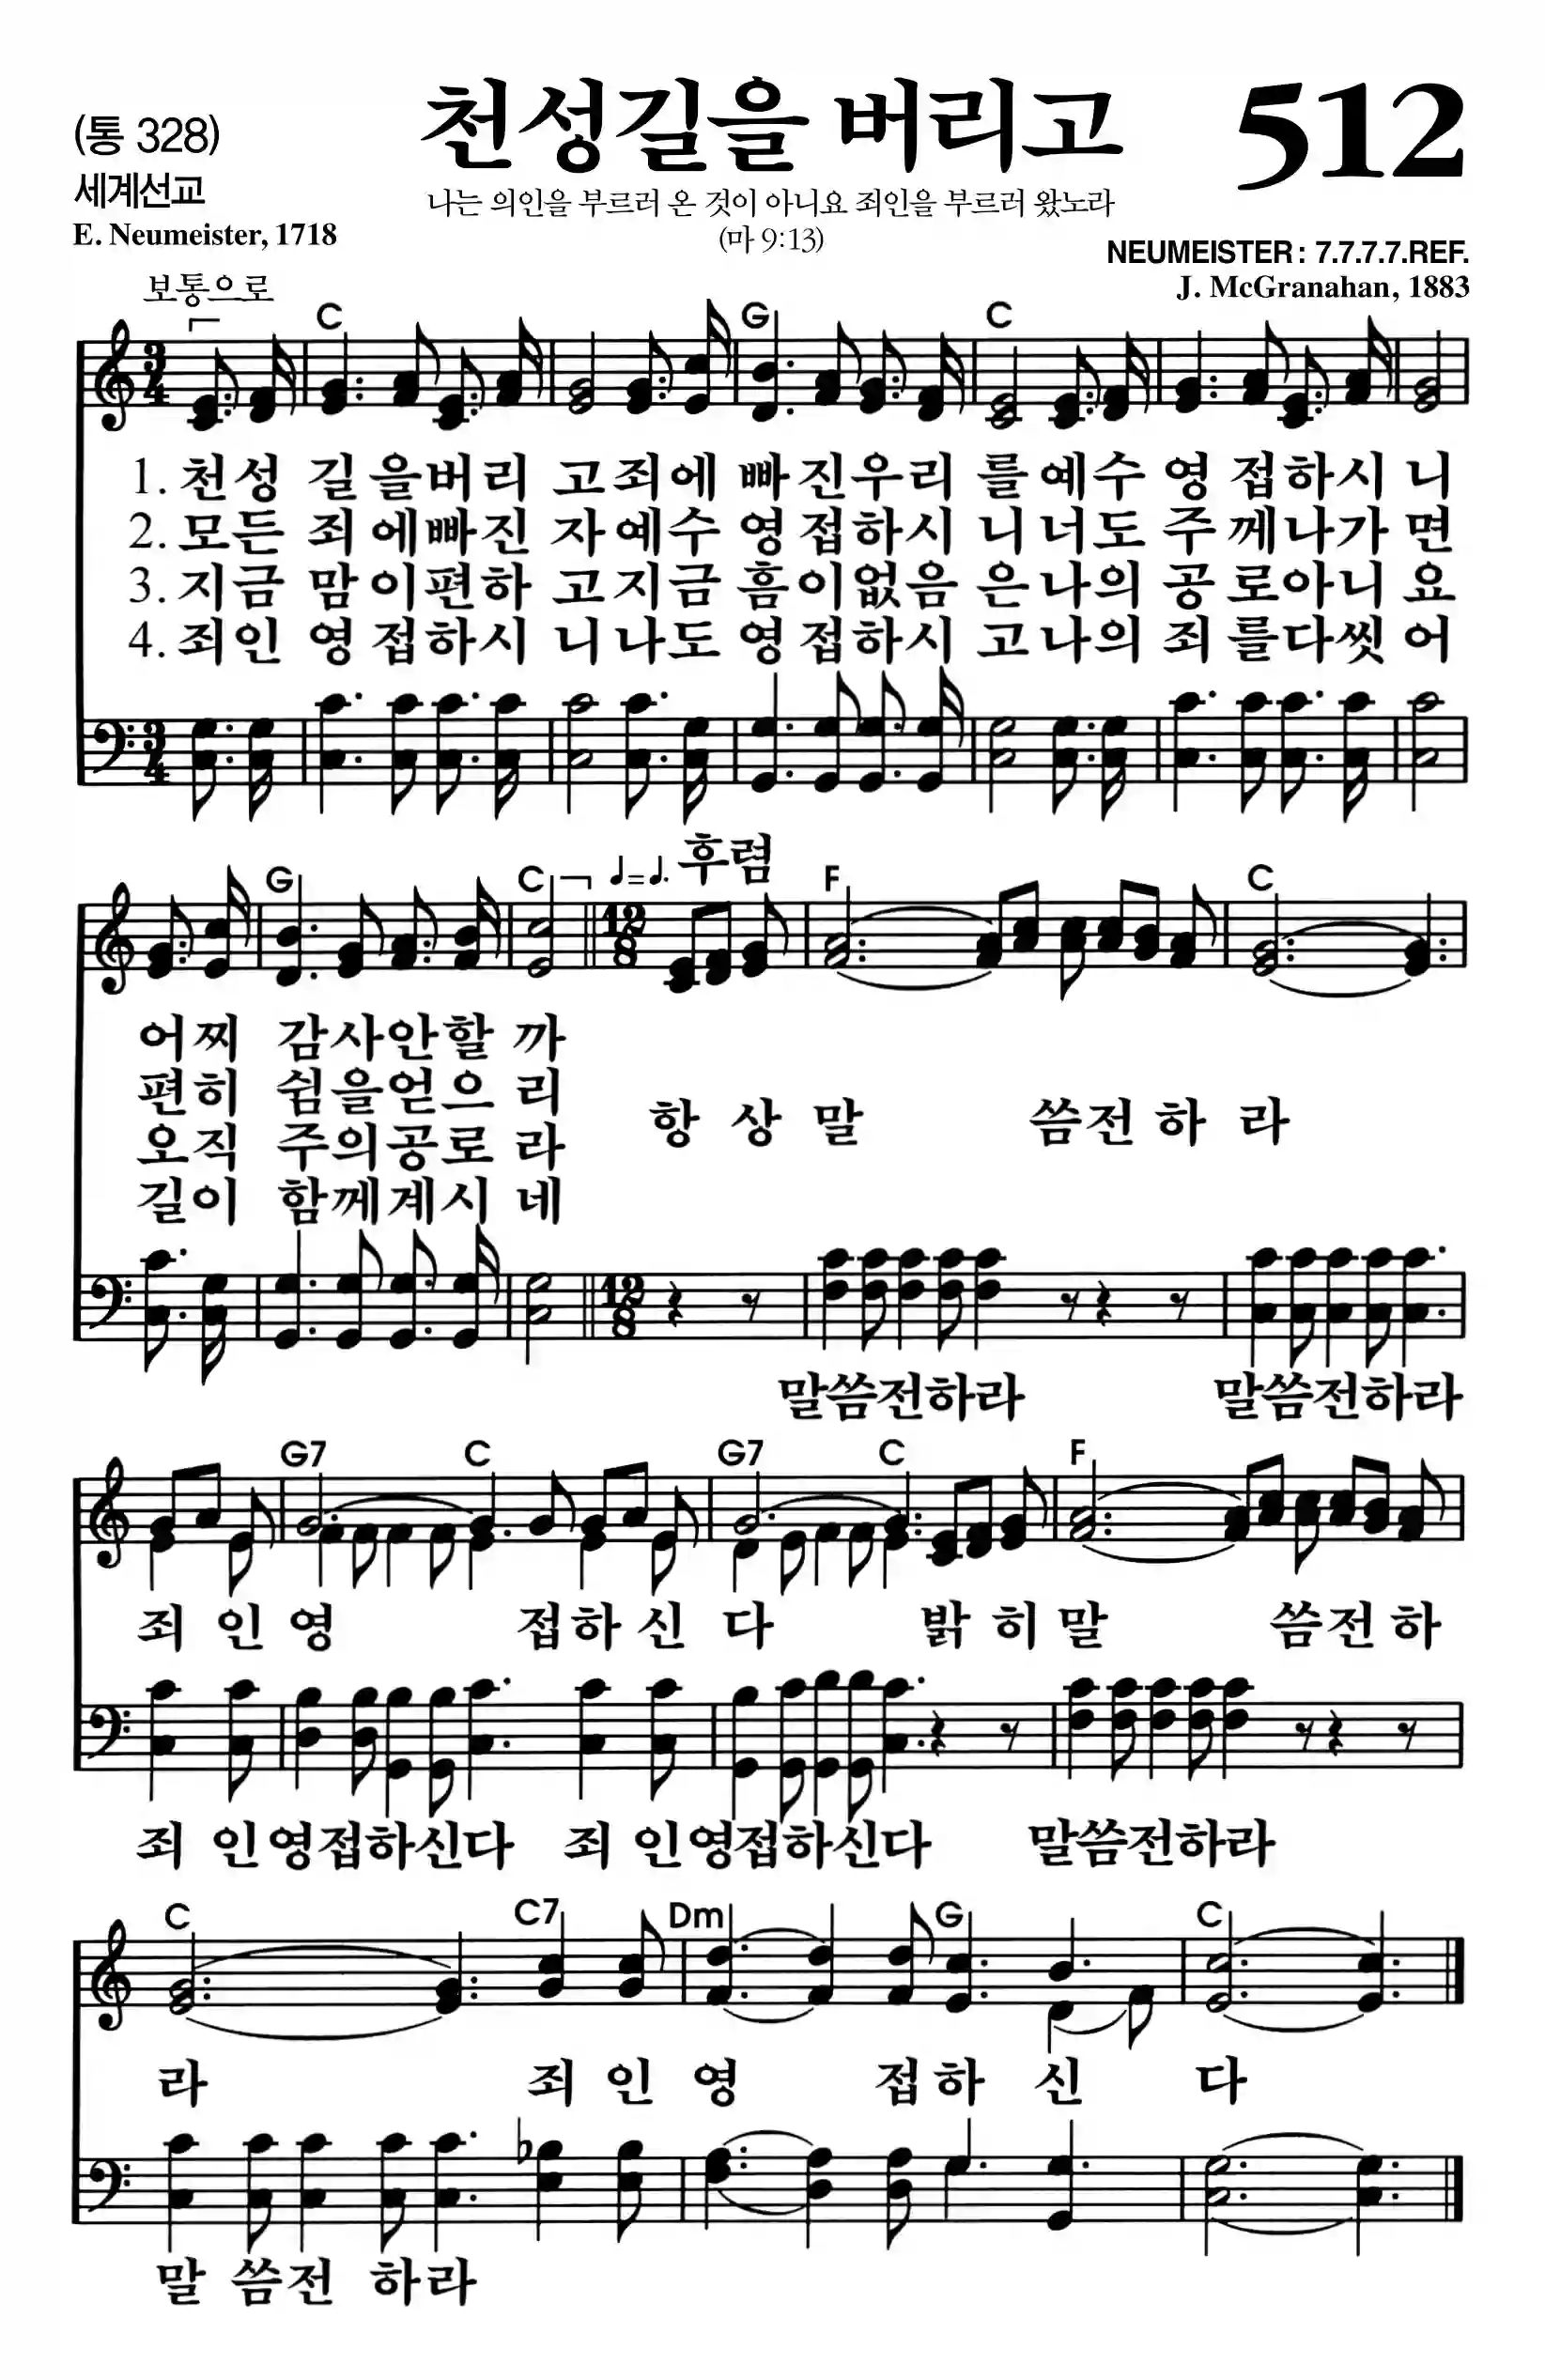 (통 328)
천성길을 버리고
512
세계선교
나는 의인을 부르러 온 것이 아니요 죄인을 부르러 왔노라
E. Neumeister, 1718
(마 9:13)
NEUMEISTER : 7.7.7.7.REF.
보통으로
J. McGranahan, 1883
C G C
3 4
1. 천성 길 을버리 고죄에 빠진우리 를예수 영 접하시 니
2. 모든 죄 에빠진 자예수 영접하시 니너도 주께나가 면
3. 지금 맘이편하 고지금 흠이없음 은나의 공로아니 요
4. 죄인 영접하시 니나도 영접하시 고나의 죄를다씻 어
3 4
G C ♩=♩. 후렴 F C
12 8
어찌 감사안할 까
편히 쉼을얻으 리
항 상 말 씀전 하 라
오직 주의공로 라
길이 함께계시 네
12 8
말씀전하라 말씀전하라
G7 C G7 C F
죄 인 영 접하 신 다 밝 히 말 씀전 하
죄 인영접하신다 죄 인영접하신다 말씀전하라
C C7 Dm G C
라 죄 인 영 접하 신 다
말 씀전 하라